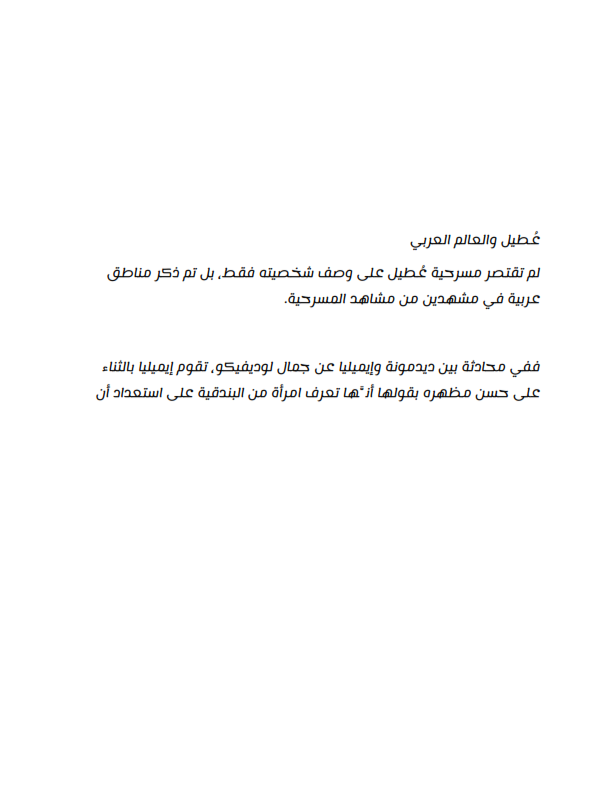 عُطيل والعالم العربي
لم تقتصر مسرحية عُطيل على وصف شخصيته فقط، بل تم ذكر مناطق
عربية في مشهدين من مشاهد المسرحية.
ففي محادثة بين ديدمونة وإيميليا عن جمال لوديفيكو، تقوم إيميليا بالثناء
على حسن مظهره بقولها أنَّها تعرف امرأة من البندقية على استعداد أن